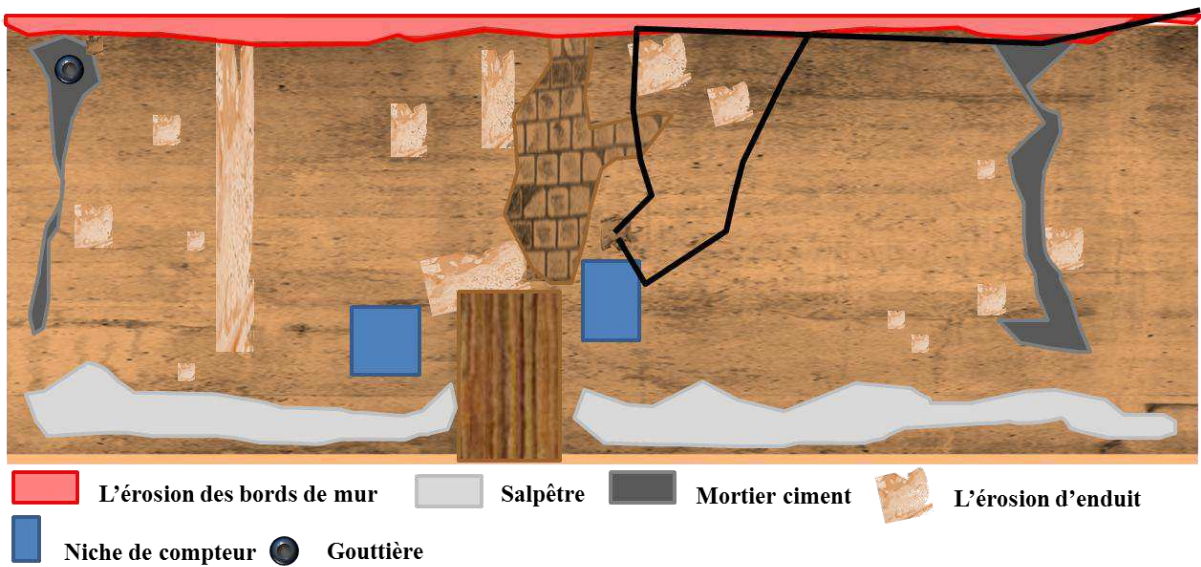 L'érosion des bords de mur Salpêtre Mortier ciment L'érosion d'enduit
Niche de compteur Gouttière